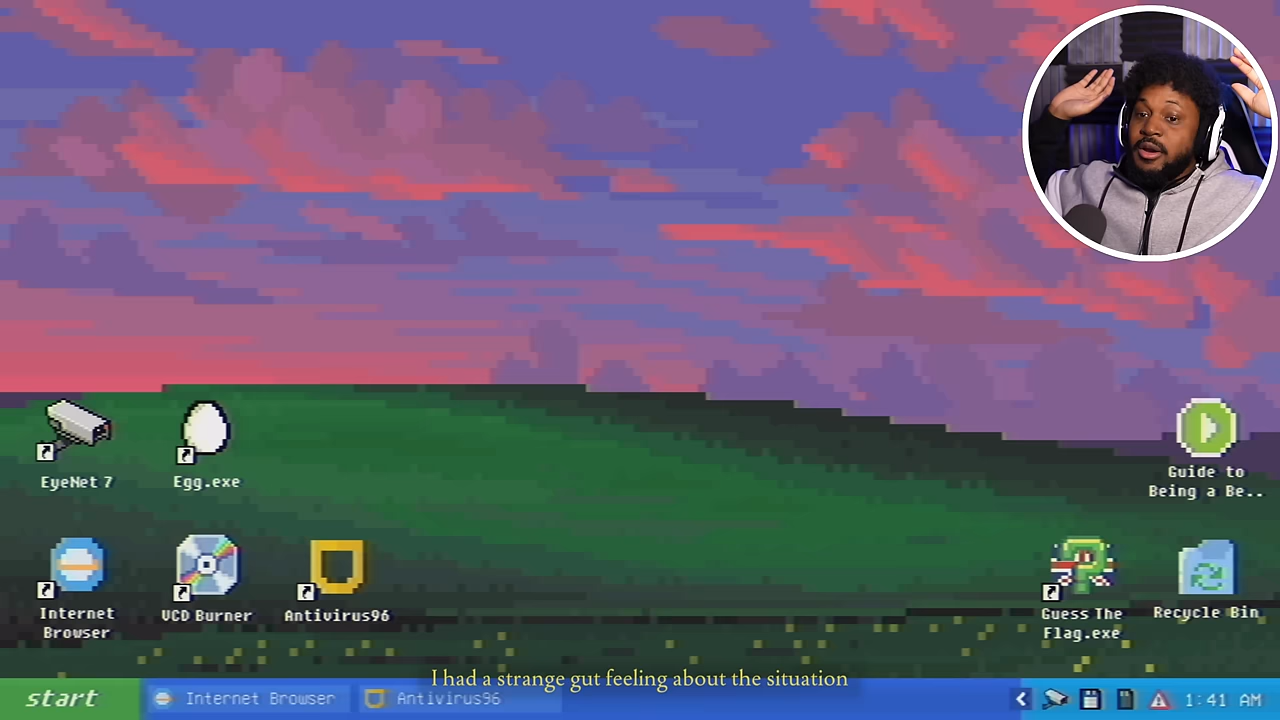 EyeNet 7
Egg.exe
Guide to
Being a Be..
Internet
Browser
VCD Burner
Antivirus96
Guess The
Flag.exe
Recycle Bin
I had a strange gut feeling about the situation
start
Internet Browser
Antivirus96
1:41 AM